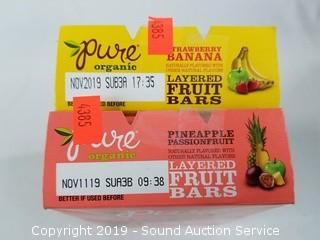 pure
organic
4385
STRAWBERRY
BANANA
NATURALLY FLAVORED WITH
OTHER NATURAL FLAVORS
LAYERED
FRUIT
BARS
NOV2019 SUB3A 17:35
BETTER IF USED BEFORE
4385
pure
organic
PINEAPPLE
PASSIONFRUIT
NATURALLY FLAVORED WITH
OTHER NATURAL FLAVORS
LAYERED
FRUIT
BARS
NOV1119 SUA3B 09:38
BETTER IF USED BEFORE
Copyright 2019 - Sound Auction Service